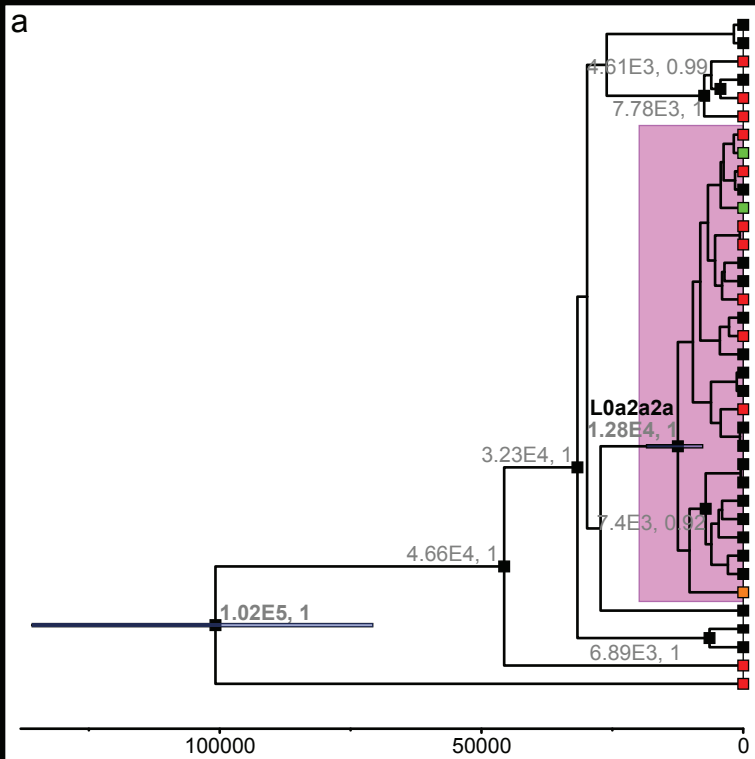 a
4.61E3, 0.99
7.78E3, 1
L0a2a2a
1.28E4, 1
3.23E4, 1
7.4E3, 0.92
4.66E4, 1
1.02E5, 1
6.89E3, 1
100000 50000 0